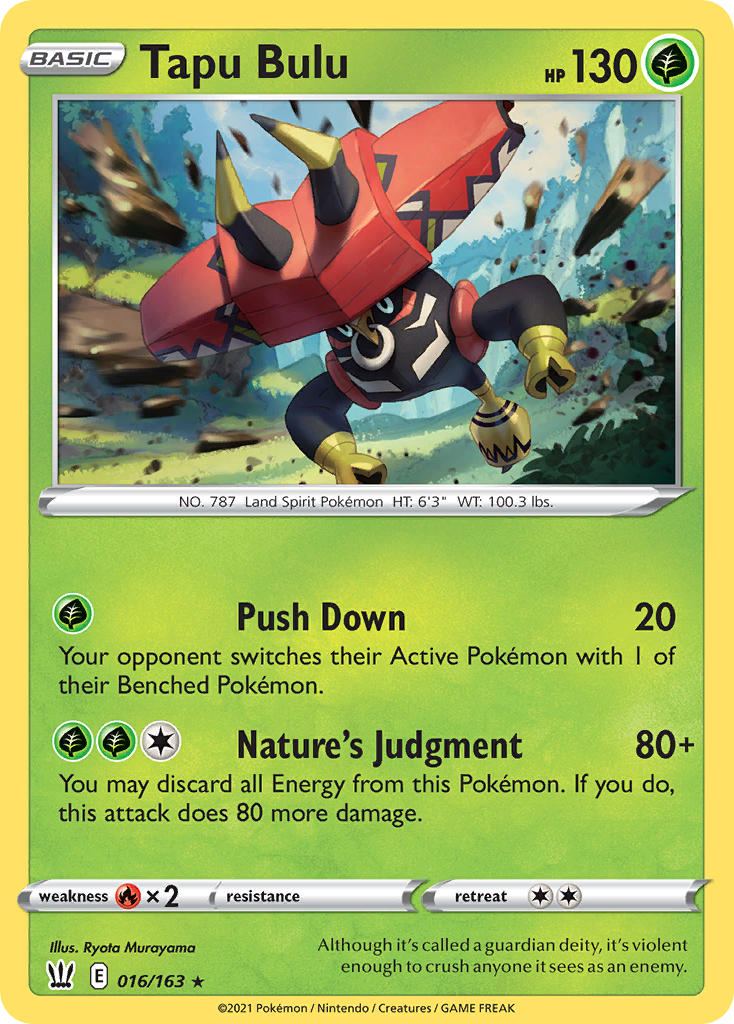 BASIC Tapu Bulu HP 130
NO. 787 Land Spirit Pokémon HT: 6'3" WT: 100.3 lbs.
Push Down 20
Your opponent switches their Active Pokémon with 1 of
their Benched Pokémon.
Nature's Judgment 80+
You may discard all Energy from this Pokémon. If you do,
this attack does 80 more damage.
weakness ×2 resistance retreat
Illus. Ryota Murayama
Although it's called a guardian deity, it's violent
enough to crush anyone it sees as an enemy.
E 016/163 ★
©2021 Pokémon / Nintendo / Creatures / GAME FREAK